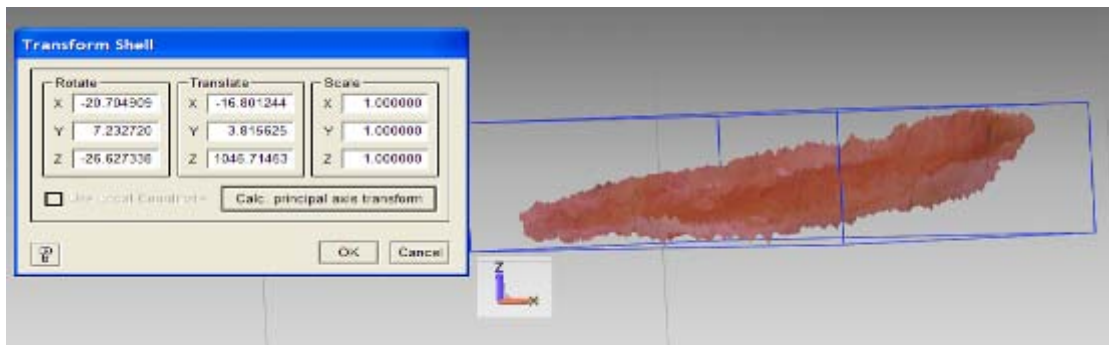 Transform Shell
Rotate Translate Scale
X -20.704909 X -16.801244 X 1.000000
Y 7.232720 Y 3.815625 Y 1.000000
Z -26.627338 Z 1046.71463 Z 1.000000
Calc. principal axis transform
OK Cancel
Z
X